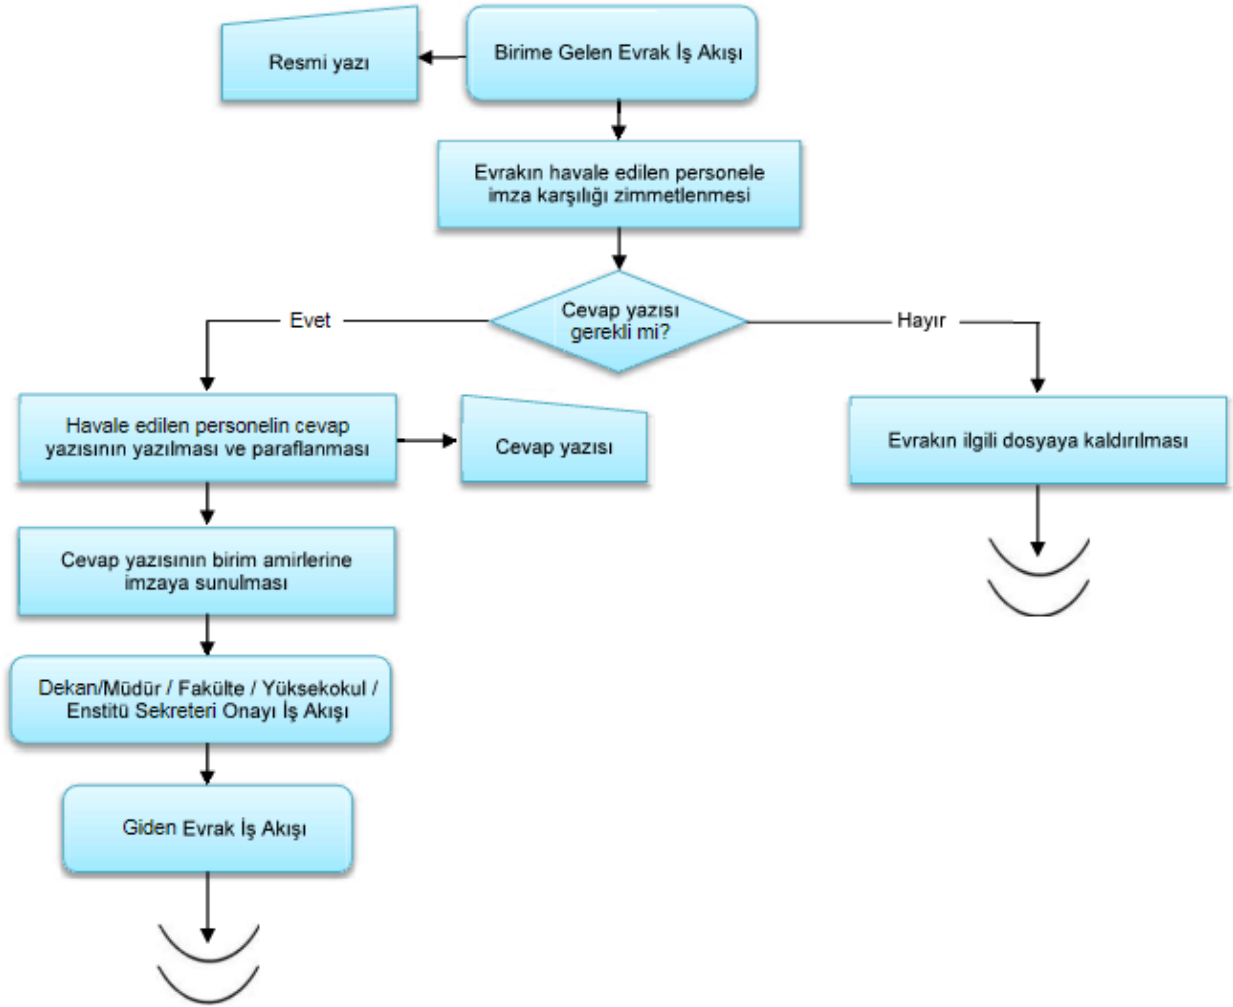 Resmi yazı
Birime Gelen Evrak İş Akışı
Evrakın havale edilen personele
imza karşılığı zimmetlenmesi
Cevap yazısı
gerekli mi?
Evet
Hayır
Havale edilen personelin cevap
yazısının yazılması ve paraflanması
Cevap yazısı
Evrakın ilgili dosyaya kaldırılması
Cevap yazısının birim amirlerine
imzaya sunulması
Dekan/Müdür / Fakülte / Yüksekokul /
Enstitü Sekreteri Onayı İş Akışı
Giden Evrak İş Akışı